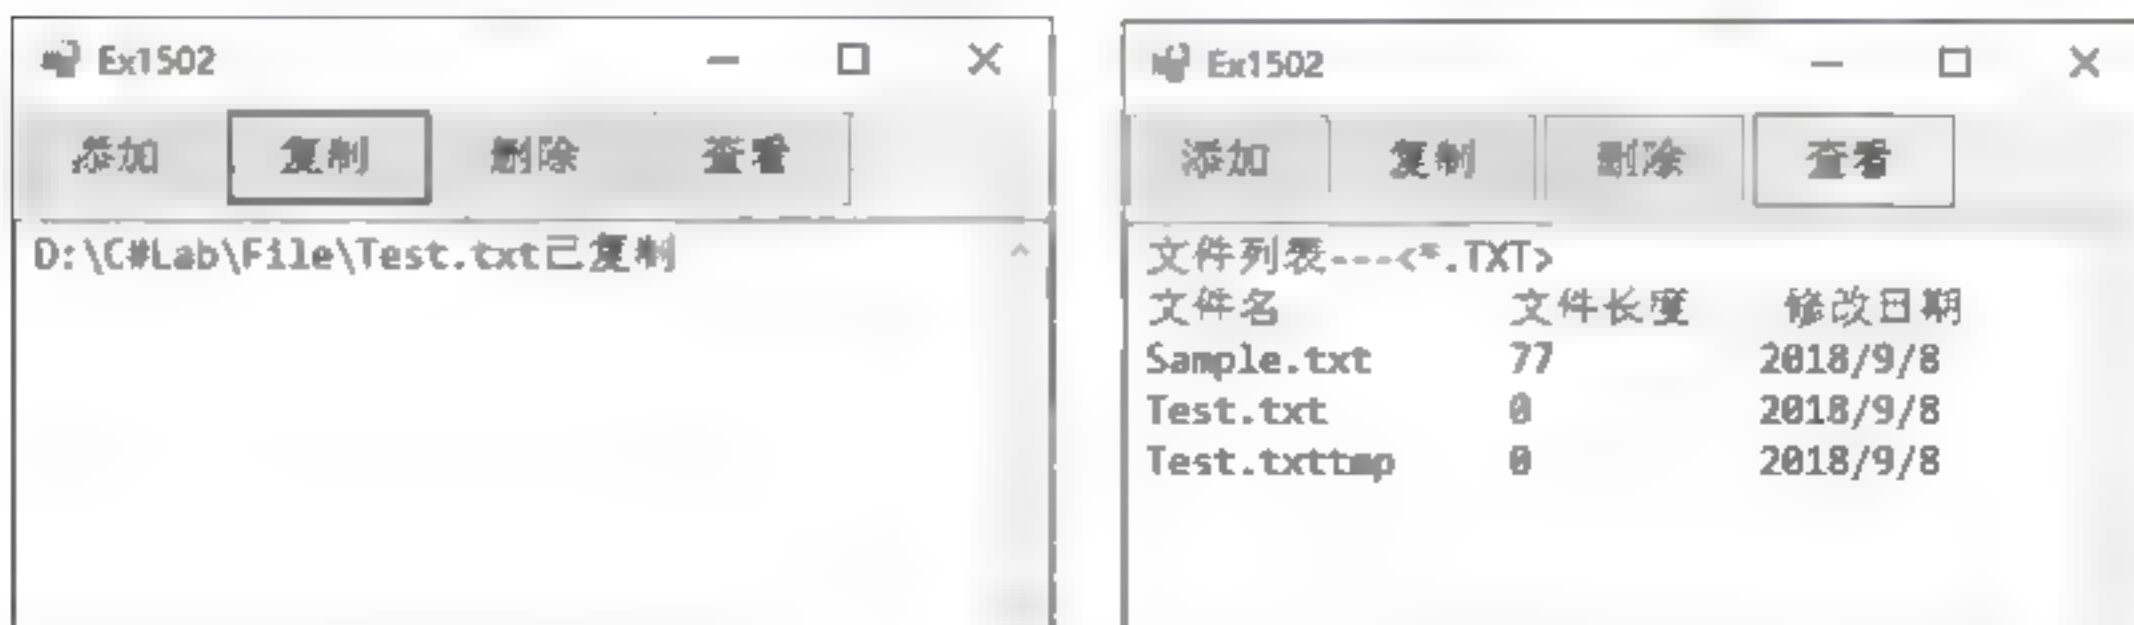 Ex1502
添加 复制 删除 查看
D:\C#Lab\File\Test.txt已复制
Ex1502
添加 复制 删除 查看
文件列表---<*.TXT>
文件名 文件长度 修改日期
Sample.txt 77 2018/9/8
Test.txt 0 2018/9/8
Test.txttmp 0 2018/9/8